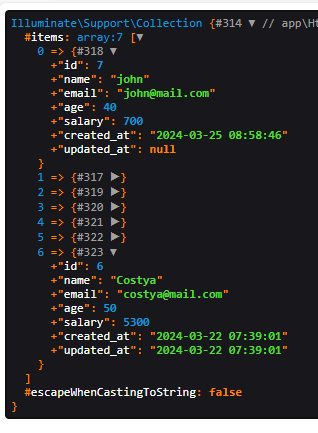 Illuminate\Support\Collection {#314 ▼ // app\Ht
#items: array:7 [▼
0 => {#318 ▼
+"id": 7
+"name": "john"
+"email": "john@mail.com"
+"age": 40
+"salary": 700
+"created_at": "2024-03-25 08:58:46"
+"updated_at": null
}
1 => {#317 ▶}
2 => {#319 ▶}
3 => {#320 ▶}
4 => {#321 ▶}
5 => {#322 ▶}
6 => {#323 ▼
+"id": 6
+"name": "Costya"
+"email": "costya@mail.com"
+"age": 50
+"salary": 5300
+"created_at": "2024-03-22 07:39:01"
+"updated_at": "2024-03-22 07:39:01"
}
]
#escapeWhenCastingToString: false
}